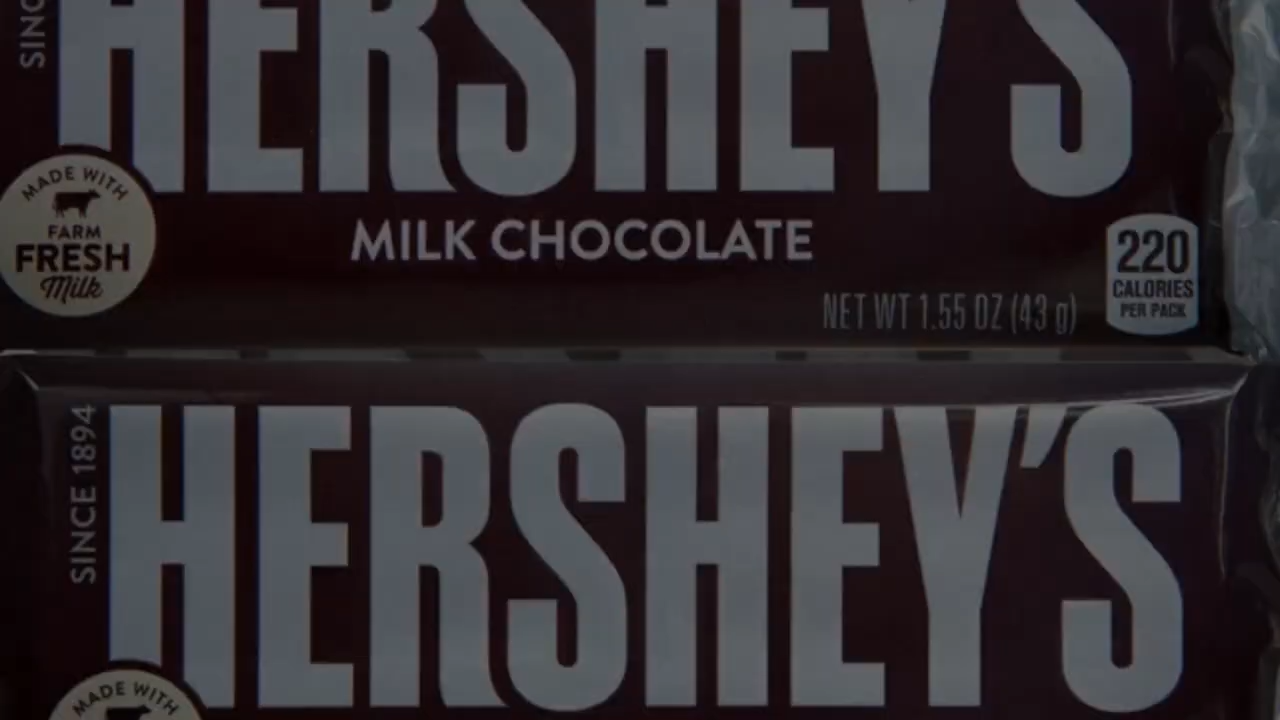 SINC
HERSHEY'S
MADE WITH
FARM
FRESH
Milk
MILK CHOCOLATE
220
CALORIES
PER PACK
NET WT 1.55 OZ (43 g)
SINCE 1894
HERSHEY'S
MADE WITH